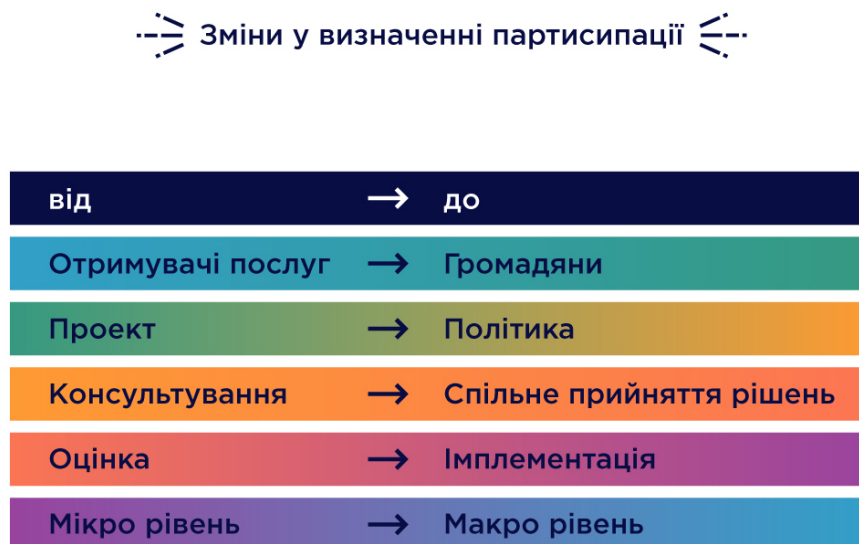 Зміни у визначенні партисипації
від → до
Отримувачі послуг → Громадяни
Проект → Політика
Консультування → Спільне прийняття рішень
Оцінка → Імплементація
Мікро рівень → Макро рівень